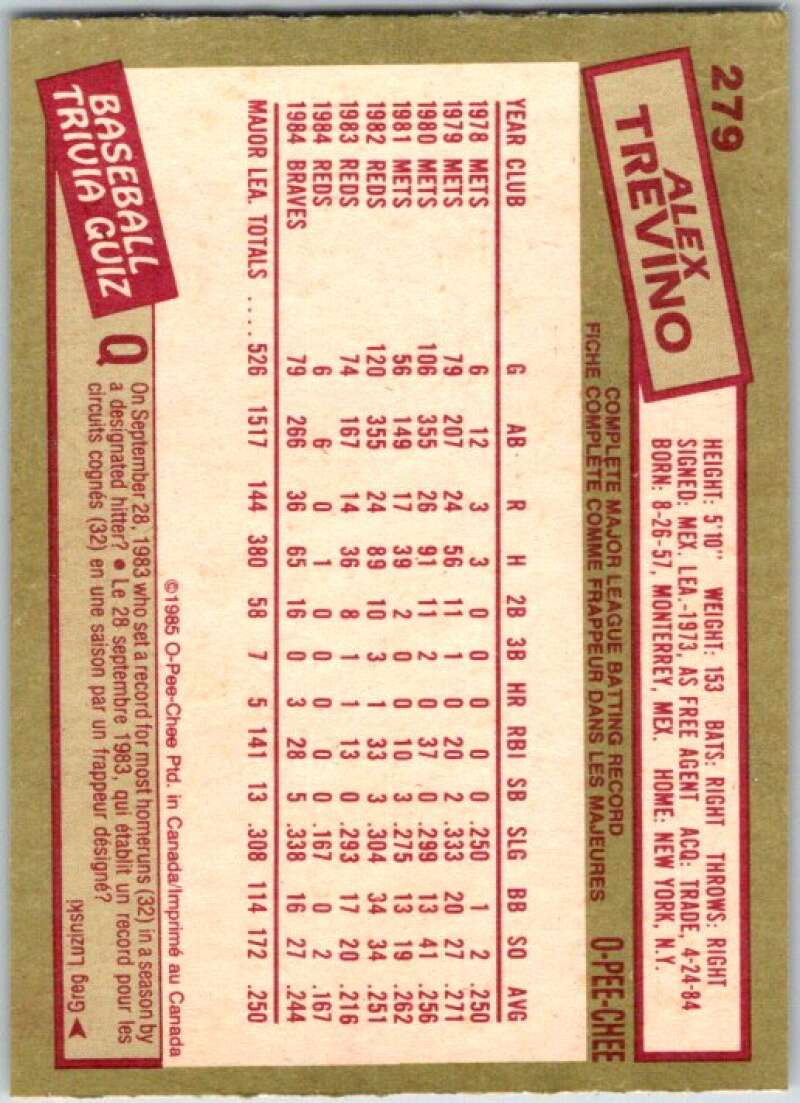 279
ALEX
TREVINO
HEIGHT: 5'10" WEIGHT: 153 BATS: RIGHT THROWS: RIGHT
SIGNED: MEX. LEA.-1973, AS FREE AGENT ACQ: TRADE, 4-24-84
BORN: 8-26-57, MONTERREY, MEX. HOME: NEW YORK, N.Y.
COMPLETE MAJOR LEAGUE BATTING RECORD
FICHE COMPLÈTE COMME FRAPPEUR DANS LES MAJEURES
O-PEE-CHEE
YEAR CLUB G AB R H 2B 3B HR RBI SB SLG BB SO AVG
1978 METS 6 12 3 3 0 0 0 0 0 .250 1 2 .250
1979 METS 79 207 24 56 11 1 0 20 2 .333 20 27 .271
1980 METS 106 355 26 91 11 2 0 37 0 .299 13 41 .256
1981 METS 56 149 17 39 2 0 0 10 3 .275 13 19 .262
1982 REDS 120 355 24 89 10 3 1 33 3 .304 34 34 .251
1983 REDS 74 167 14 36 8 1 1 13 0 .293 17 20 .216
1984 REDS 6 6 0 1 0 0 0 0 0 .167 0 2 .167
1984 BRAVES 79 266 36 65 16 0 3 28 5 .338 16 27 .244
MAJOR LEA. TOTALS .... 526 1517 144 380 58 7 5 141 13 .308 114 172 .250
©1985 O-Pee-Chee Ptd. in Canada/Imprimé au Canada
BASEBALL
TRIVIA QUIZ
Q On September 28, 1983 who set a record for most homeruns (32) in a season by
a designated hitter? ● Le 28 septembre 1983, qui établit un record pour les
circuits cognés (32) en une saison par un frappeur désigné?
Greg Luzinski